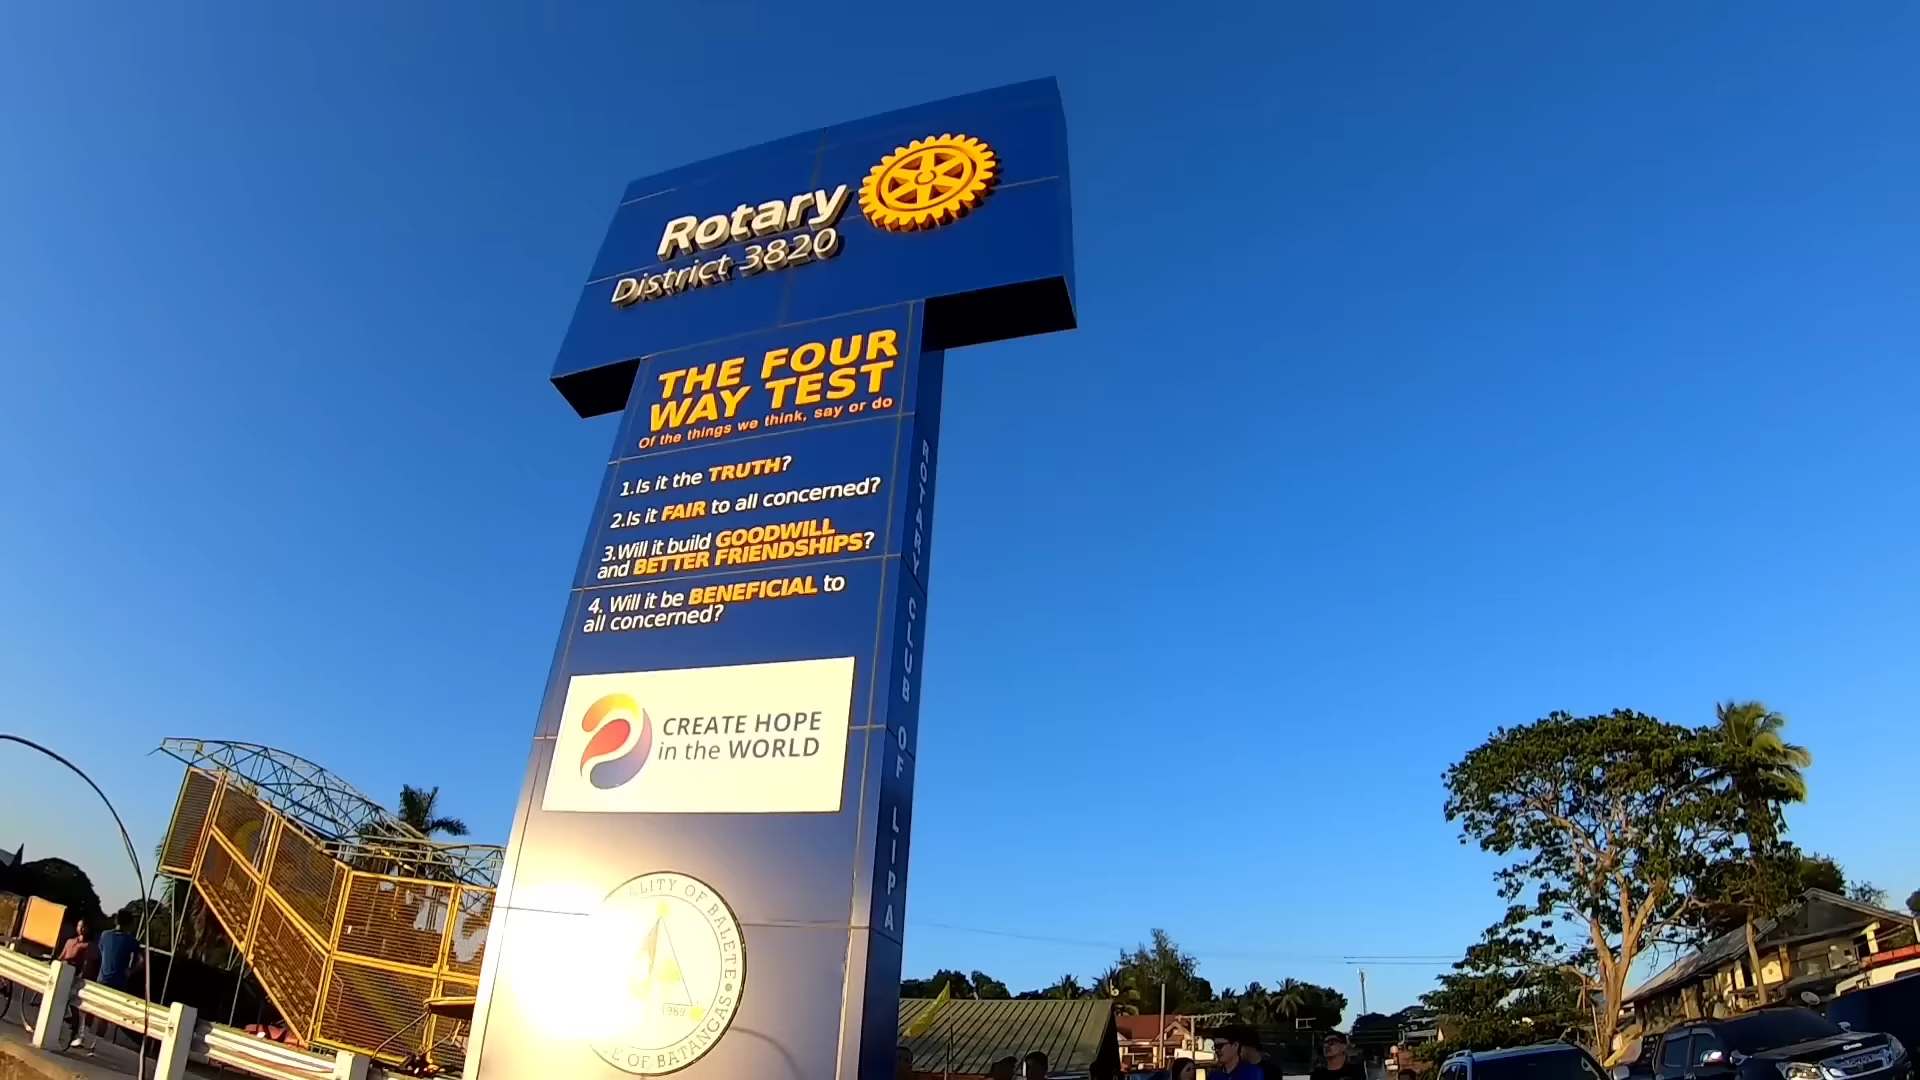 Rotary
District 3820
THE FOUR
WAY TEST
Of the things we think, say or do
1.Is it the TRUTH?
2.Is it FAIR to all concerned?
3.Will it build GOODWILL
and BETTER FRIENDSHIPS?
4. Will it be BENEFICIAL to
all concerned?
CREATE HOPE
in the WORLD
ALITY OF BALETE
E OF BATANGAS
1969
ROTARY CLUB OF LIPA